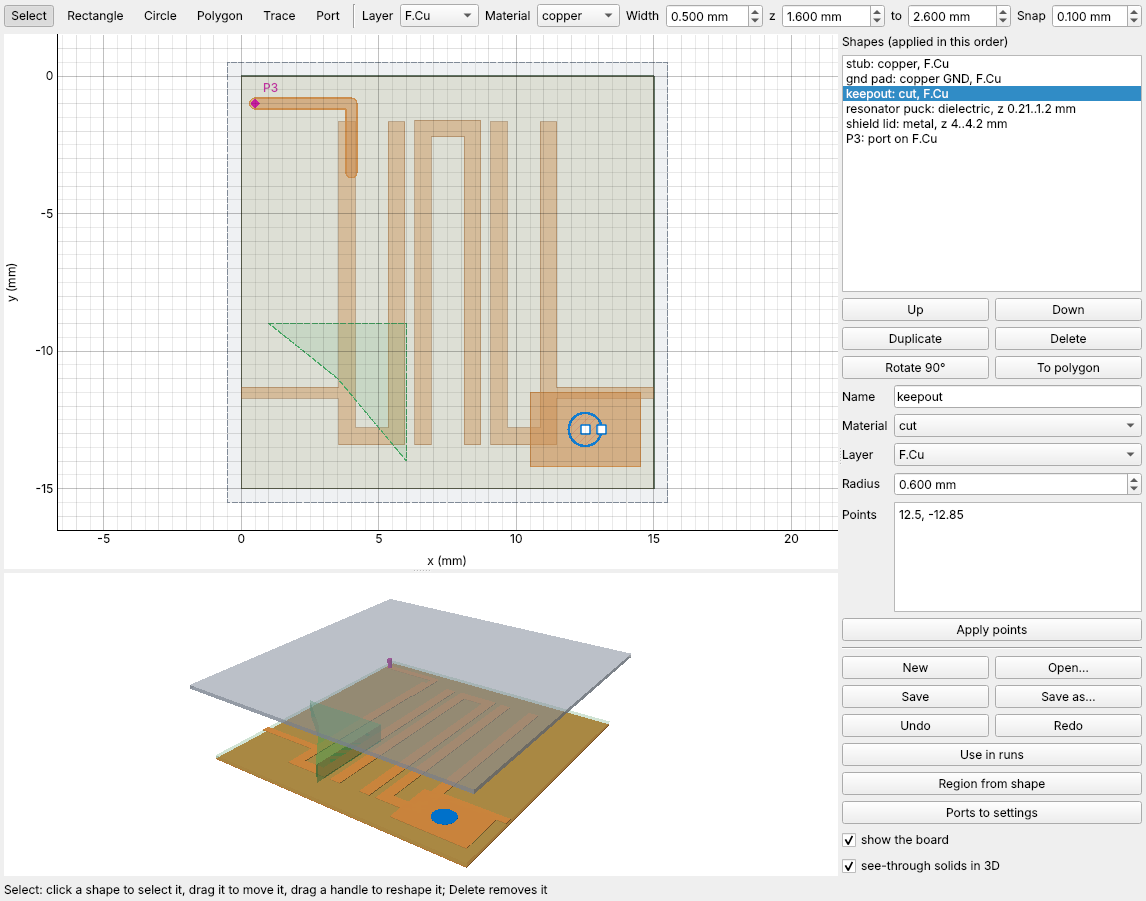 Select Rectangle Circle Polygon Trace Port Layer F.Cu Material copper Width 0.500 mm z 1.600 mm to 2.600 mm Snap 0.100 mm
Shapes (applied in this order)
stub: copper, F.Cu
gnd pad: copper GND, F.Cu
keepout: cut, F.Cu
resonator puck: dielectric, z 0.21..1.2 mm
shield lid: metal, z 4..4.2 mm
P3: port on F.Cu
P3
0
-5
-10
-15
y (mm)
-5 0 5 10 15 20
x (mm)
Up Down
Duplicate Delete
Rotate 90° To polygon
Name keepout
Material cut
Layer F.Cu
Radius 0.600 mm
Points 12.5, -12.85
Apply points
New Open...
Save Save as...
Undo Redo
Use in runs
Region from shape
Ports to settings
show the board
see-through solids in 3D
Select: click a shape to select it, drag it to move it, drag a handle to reshape it; Delete removes it